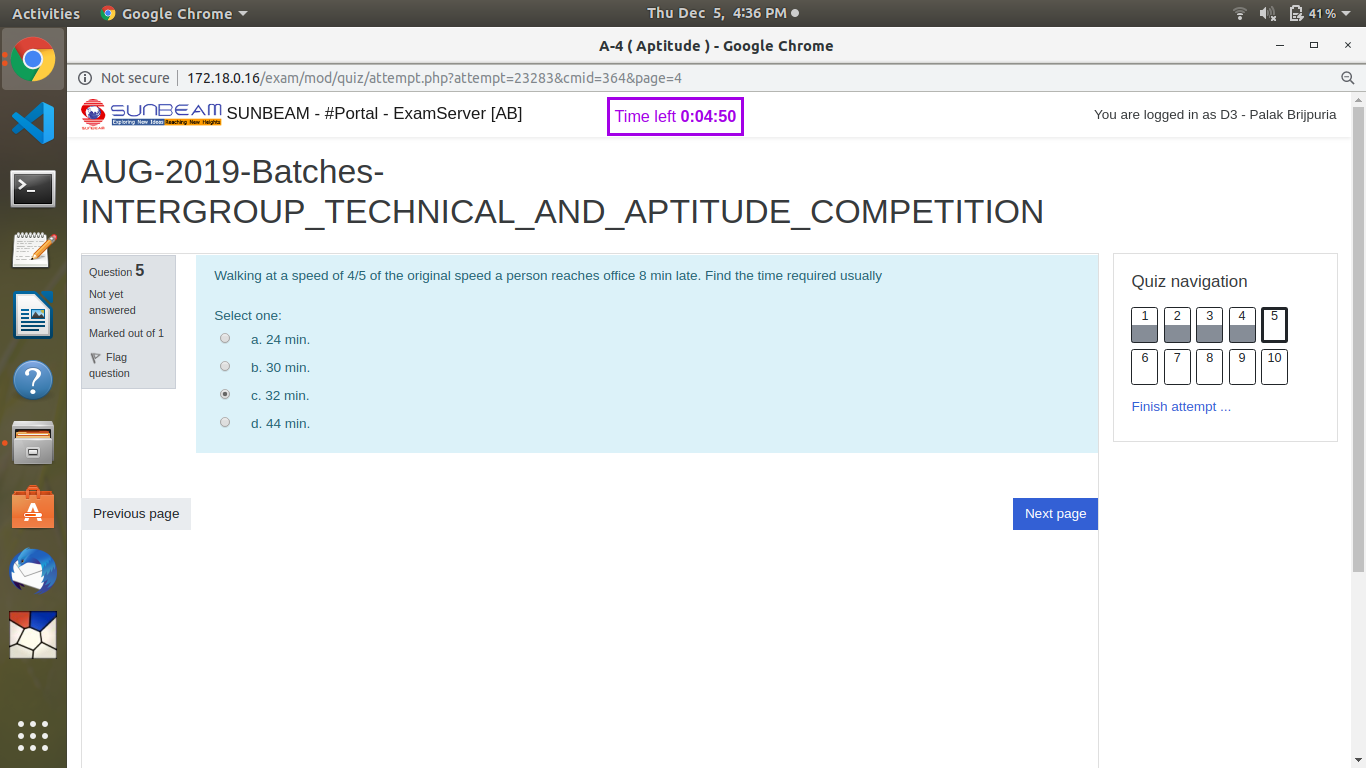 Activities
Google Chrome
Thu Dec 5, 4:36 PM
41%
A-4 ( Aptitude ) - Google Chrome
Not secure
172.18.0.16/exam/mod/quiz/attempt.php?attempt=23283&cmid=364&page=4
SUNBEAM
Exploring New Ideas Reaching New Heights
SUNBEAM
SUNBEAM - #Portal - ExamServer [AB]
Time left 0:04:50
You are logged in as D3 - Palak Brijpuria
AUG-2019-Batches-
INTERGROUP_TECHNICAL_AND_APTITUDE_COMPETITION
Question 5
Not yet
answered
Marked out of 1
Flag
question
Walking at a speed of 4/5 of the original speed a person reaches office 8 min late. Find the time required usually
Select one:
a. 24 min.
b. 30 min.
c. 32 min.
d. 44 min.
Previous page
Next page
Quiz navigation
1 2 3 4 5
6 7 8 9 10
Finish attempt ...